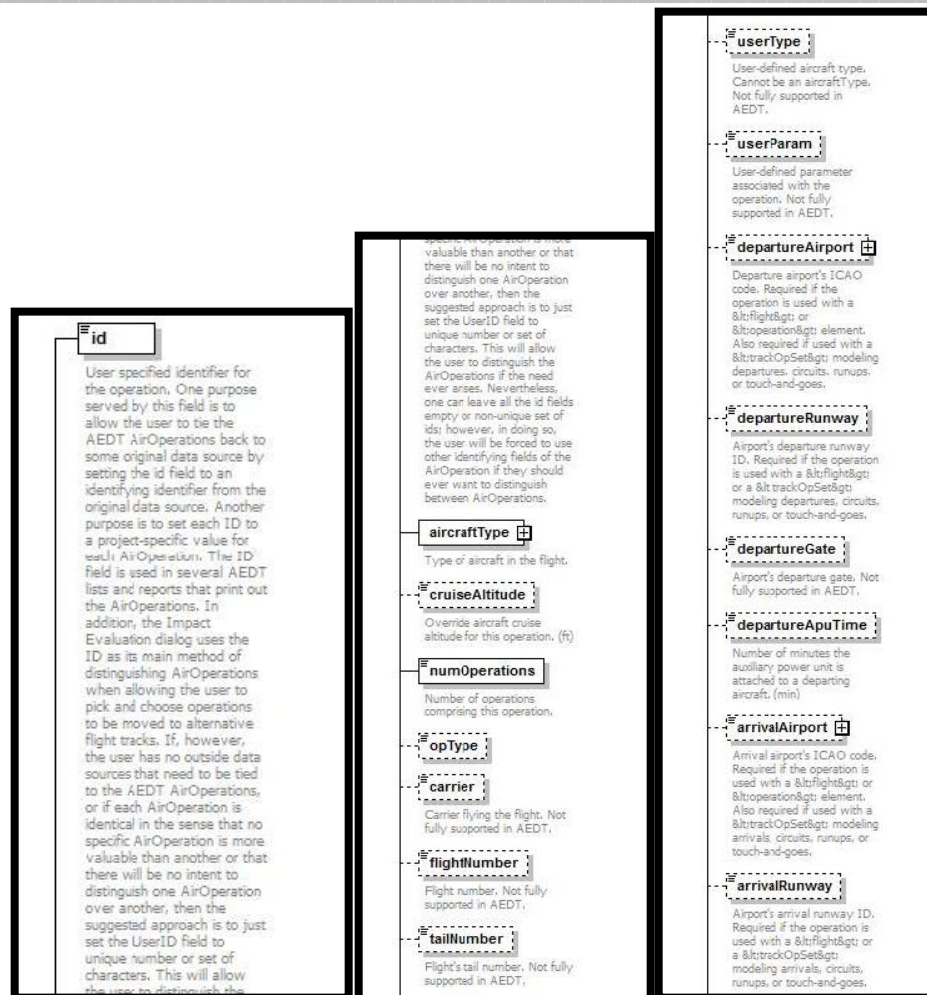 id
User specified identifier for
the operation. One purpose
served by this field is to
allow the user to tie the
AEDT AirOperations back to
some original data source by
setting the id field to an
identifying identifier from the
original data source. Another
purpose is to set each ID to
a project-specific value for
each AirOperation. The ID
field is used in several AEDT
lists and reports that print out
the AirOperations. In
addition, the Impact
Evaluation dialog uses the
ID as its main method of
distinguishing AirOperations
when allowing the user to
pick and choose operations
to be moved to alternative
flight tracks. If, however,
the user has no outside data
sources that need to be tied
to the AEDT AirOperations,
or if each AirOperation is
identical in the sense that no
specific AirOperation is more
valuable than another or that
there will be no intent to
distinguish one AirOperation
over another, then the
suggested approach is to just
set the UserID field to
unique number or set of
characters. This will allow
the user to distinguish the
specific AirOperation is more
valuable than another or that
there will be no intent to
distinguish one AirOperation
over another, then the
suggested approach is to just
set the UserID field to
unique number or set of
characters. This will allow
the user to distinguish the
AirOperations if the need
ever arses. Nevertheless,
one can leave all the id fields
empty or non-unique set of
ids; however, in doing so,
the user will be forced to use
other identifying fields of the
AirOperation if they should
ever want to distinguish
between AirOperations.
aircraftType
Type of aircraft in the flight.
cruiseAltitude
Override aircraft cruise
altitude for this operation. (ft)
numOperations
Number of operations
comprising this operation.
opType
carrier
Carrier flying the flight. Not
fully supported in AEDT.
flightNumber
Flight number. Not fully
supported in AEDT.
tailNumber
Flight's tail number. Not fully
supported in AEDT.
userType
User-defined aircraft type.
Cannot be an aircraftType.
Not fully supported in
AEDT.
userParam
User-defined parameter
associated with the
operation. Not fully
supported in AEDT.
departureAirport
Departure airport's ICAO
code. Required if the
operation is used with a
&lt;flight&gt; or
&lt;operation&gt; element.
Also required if used with a
&lt;trackOpSet&gt; modeling
departures, circuits, runups,
or touch-and-goes.
departureRunway
Airport's departure runway
ID. Required if the operation
is used with a &lt;flight&gt;
or a &lt trackOpSet&gt;
modeling departures, circuits,
runups, or touch-and-goes.
departureGate
Airport's departure gate. Not
fully supported in AEDT.
departureApuTime
Number of minutes the
auxiliary power unit is
attached to a departing
aircraft. (min)
arrivalAirport
Arrival airport's ICAO code.
Required if the operation is
used with a &lt;flight&gt; or
&lt;operation&gt; element.
Also required if used with a
&lt;trackOpSet&gt; modeling
arrivals, circuits, runups, or
touch-and-goes.
arrivalRunway
Airport's arrival runway ID.
Required if the operation is
used with a &lt;flight&gt; or
a &lt;trackOpSet&gt;
modeling arrivals, circuits,
runups, or touch-and-goes.